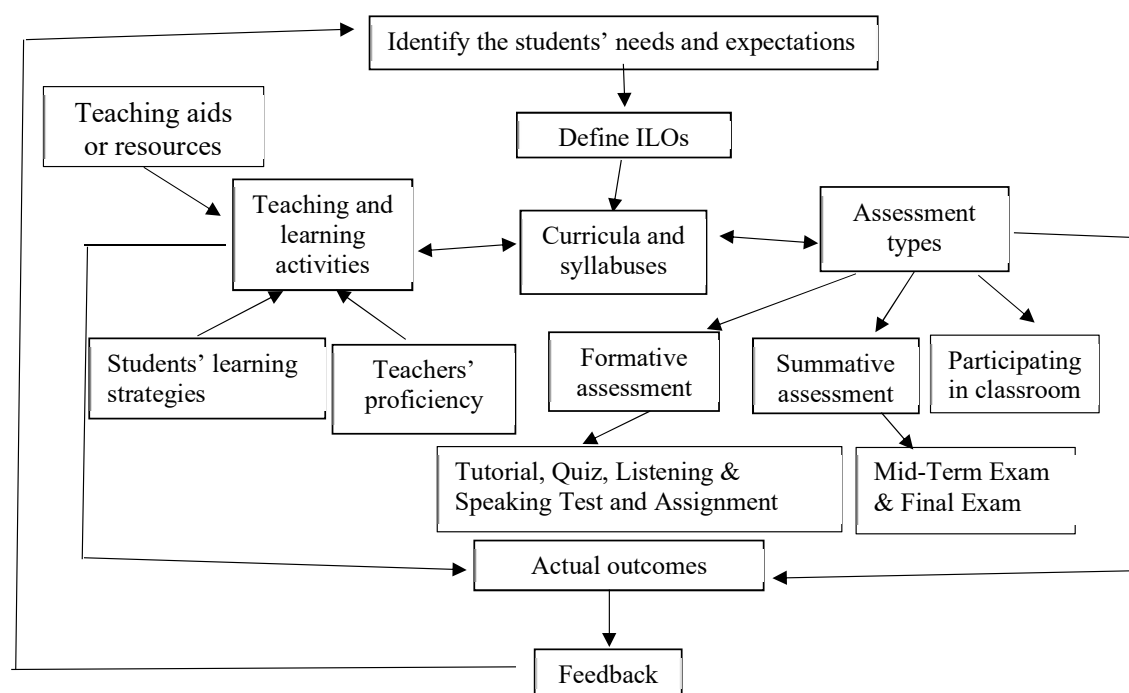 Identify the students’ needs and expectations
Teaching aids
or resources
Define ILOs
Teaching and
learning
activities
Curricula and
syllabuses
Assessment
types
Students’ learning
strategies
Teachers’
proficiency
Formative
assessment
Summative
assessment
Participating
in classroom
Tutorial, Quiz, Listening &
Speaking Test and Assignment
Mid-Term Exam
& Final Exam
Actual outcomes
Feedback